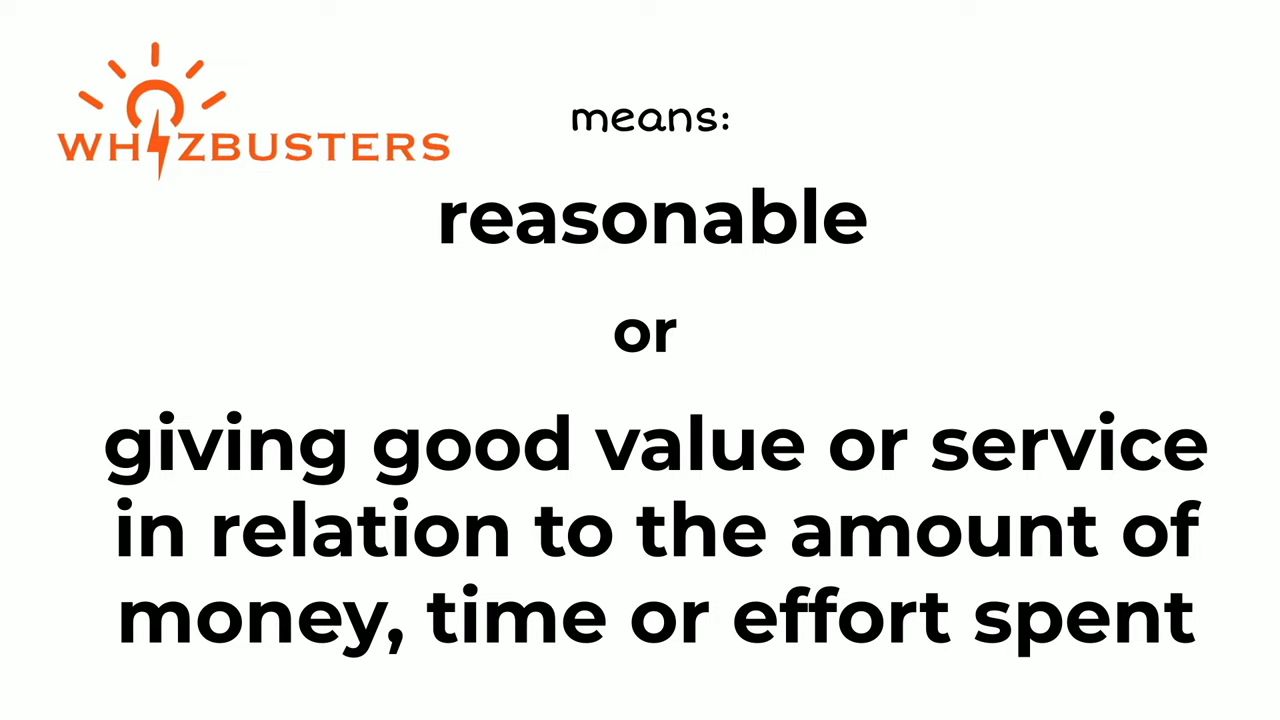 WHIZBUSTERS
means:
reasonable
or
giving good value or service
in relation to the amount of
money, time or effort spent